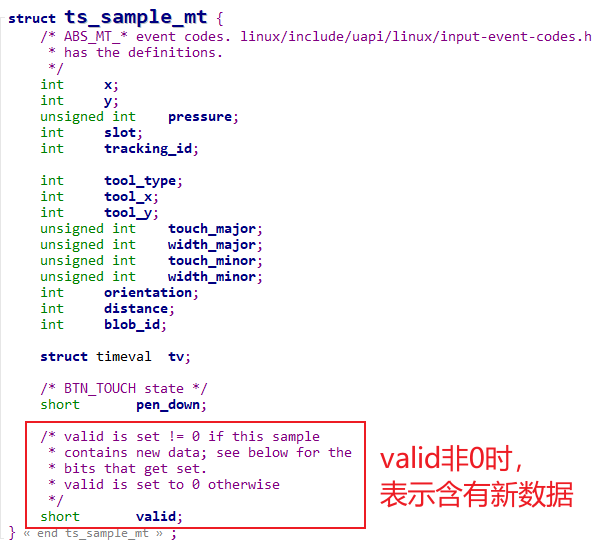 struct ts_sample_mt {
/* ABS_MT_* event codes. linux/include/uapi/linux/input-event-codes.h
* has the definitions.
*/
int x;
int y;
unsigned int pressure;
int slot;
int tracking_id;
int tool_type;
int tool_x;
int tool_y;
unsigned int touch_major;
unsigned int width_major;
unsigned int touch_minor;
unsigned int width_minor;
int orientation;
int distance;
int blob_id;
struct timeval tv;
/* BTN_TOUCH state */
short pen_down;
/* valid is set != 0 if this sample
* contains new data; see below for the
* bits that get set.
* valid is set to 0 otherwise
*/
short valid;
} « end ts_sample_mt » ;
valid非0时，
表示含有新数据